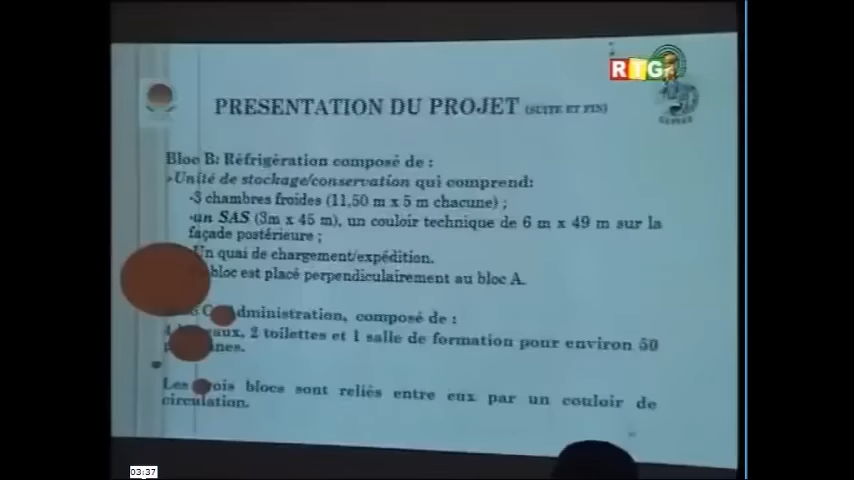 RTG
PRESENTATION DU PROJET (SUITE ET FIN)
Bloc B: Réfrigération composé de :
➢Unité de stockage/conservation qui comprend:
-3 chambres froides (11,50 m x 5 m chacune) ;
-un SAS (3m x 45 m), un couloir technique de 6 m x 49 m sur la
façade postérieure ;
Un quai de chargement/expédition.
bloc est placé perpendiculairement au bloc A.
C: Administration, composé de :
4 bureaux, 2 toilettes et 1 salle de formation pour environ 50
Les trois blocs sont reliés entre eux par un couloir de
circulation.
03:37